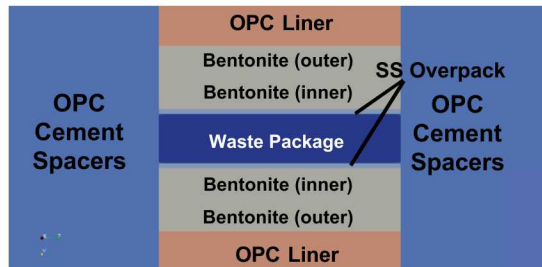 OPC Liner
Bentonite (outer)
SS Overpack
Bentonite (inner)
OPC
Cement
Spacers
Waste Package
OPC
Cement
Spacers
Bentonite (inner)
Bentonite (outer)
OPC Liner